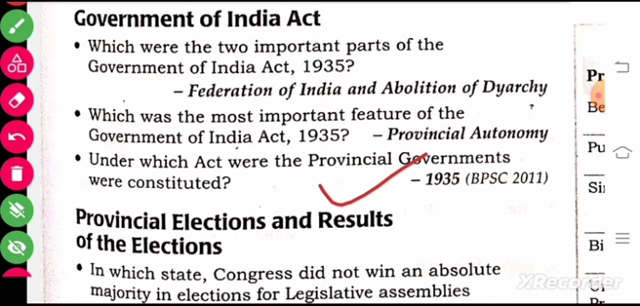 Government of India Act
• Which were the two important parts of the
Government of India Act, 1935?
– Federation of India and Abolition of Dyarchy
• Which was the most important feature of the
Government of India Act, 1935? – Provincial Autonomy
• Under which Act were the Provincial Governments
were constituted? – 1935 (BPSC 2011)
Provincial Elections and Results
of the Elections
• In which state, Congress did not win an absolute
majority in elections for Legislative assemblies
Pr
Be
Pu
Si
Bi
XRecorder